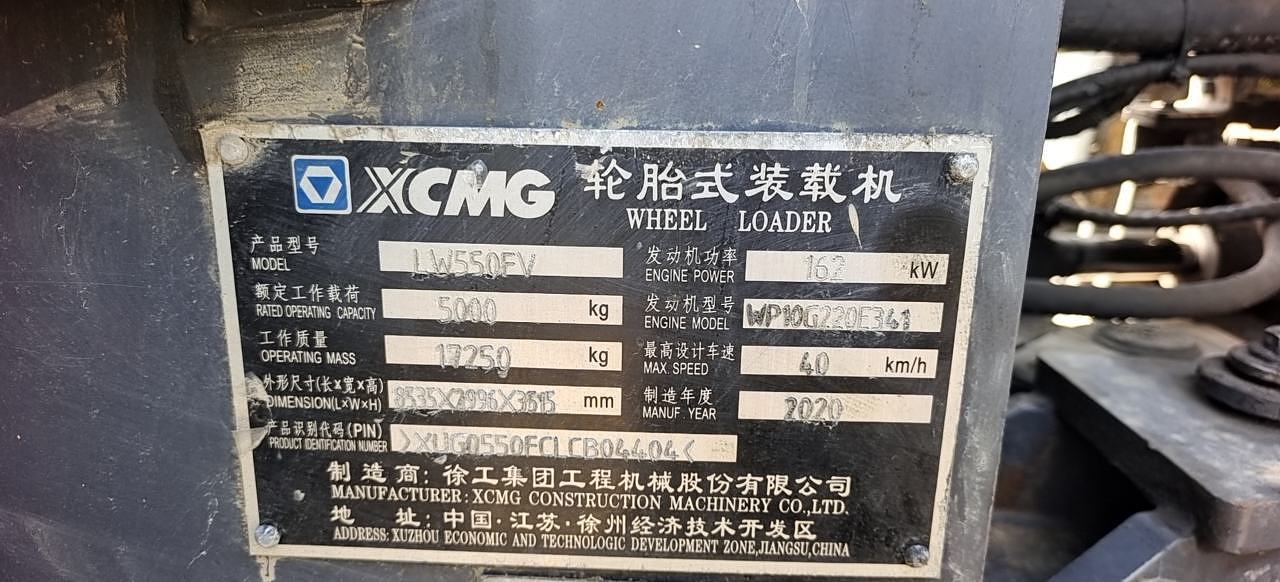 XCMG 轮胎式装载机
WHEEL LOADER
产品型号 LW550FV 发动机功率 162 kW
MODEL ENGINE POWER
额定工作载荷 5000 kg 发动机型号 WP10G220E341
RATED OPERATING CAPACITY ENGINE MODEL
工作质量 17250 kg 最高设计车速 40 km/h
OPERATING MASS MAX. SPEED
外形尺寸(长×宽×高) 8535X2996X3515 mm 制造年度 2020
DIMENSION(L×W×H) MANUF. YEAR
产品识别代码(PIN) >XUG0550FCLCB04404<
PRODUCT IDENTIFICATION NUMBER
制造商:徐工集团工程机械股份有限公司
MANUFACTURER: XCMG CONSTRUCTION MACHINERY CO.,LTD.
地 址:中国·江苏·徐州经济技术开发区
ADDRESS: XUZHOU ECONOMIC AND TECHNOLOGIC DEVELOPMENT ZONE,JIANGSU,CHINA